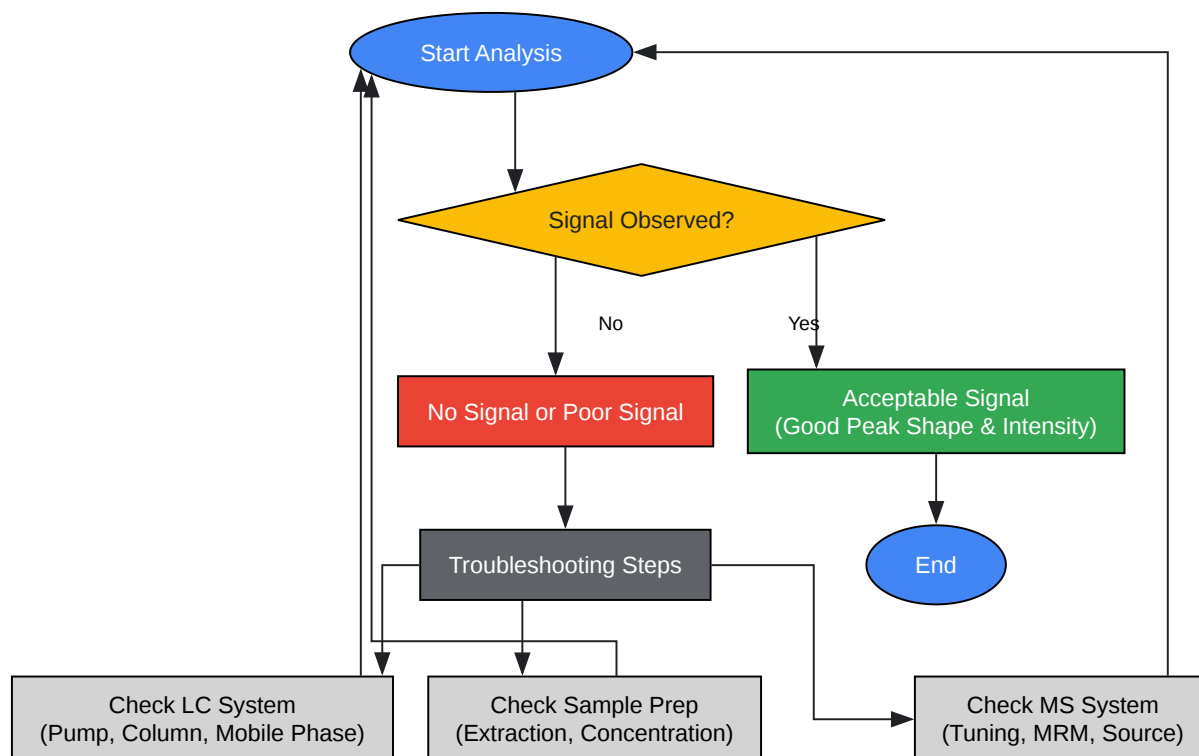 Start Analysis
Signal Observed?
No
Yes
No Signal or Poor Signal
Acceptable Signal
(Good Peak Shape & Intensity)
Troubleshooting Steps
End
Check LC System
(Pump, Column, Mobile Phase)
Check Sample Prep
(Extraction, Concentration)
Check MS System
(Tuning, MRM, Source)